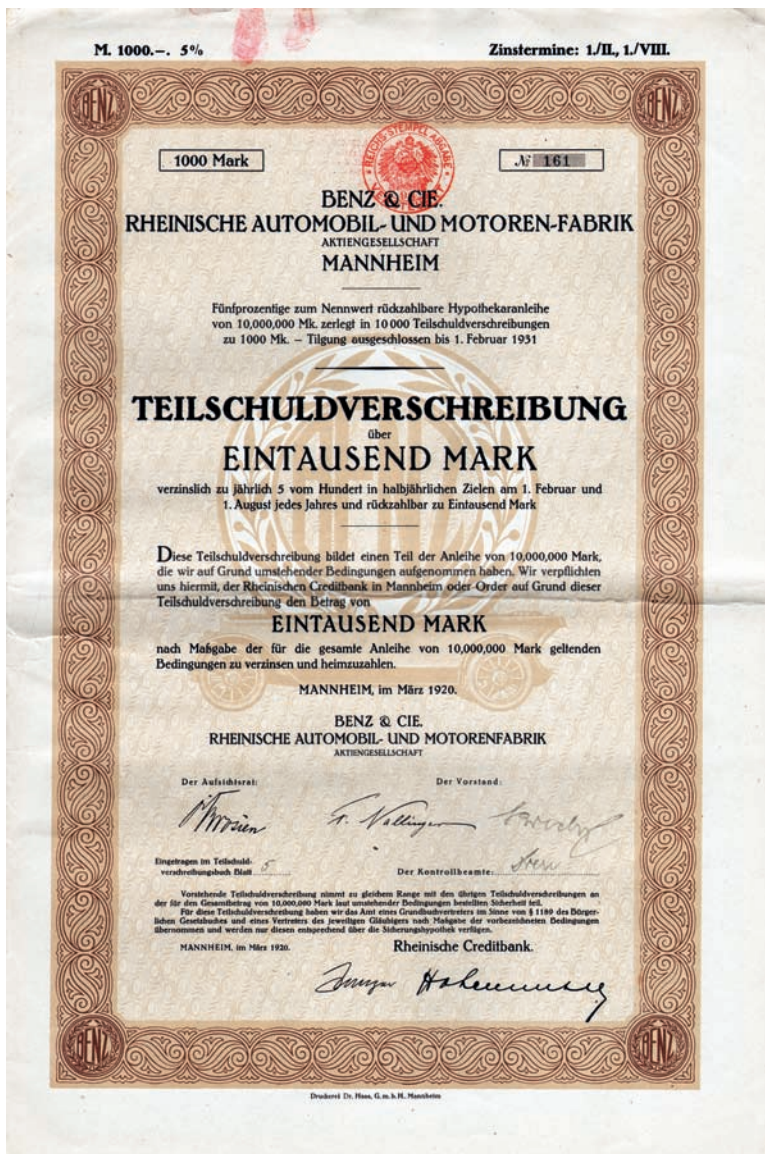 M. 1000.–. 5%
Zinstermine: 1./II., 1./VIII.
BENZ
BENZ
REICHS STEMPEL ABGABE
1000 Mark
№ 161
BENZ & CIE.
RHEINISCHE AUTOMOBIL- UND MOTOREN-FABRIK
AKTIENGESELLSCHAFT
MANNHEIM
Fünfprozentige zum Nennwert rückzahlbare Hypothekaranleihe
von 10,000,000 Mk. zerlegt in 10 000 Teilschuldverschreibungen
zu 1000 Mk. – Tilgung ausgeschlossen bis 1. Februar 1931
TEILSCHULDVERSCHREIBUNG
über
EINTAUSEND MARK
verzinslich zu jährlich 5 vom Hundert in halbjährlichen Zielen am 1. Februar und
1. August jedes Jahres und rückzahlbar zu Eintausend Mark
Diese Teilschuldverschreibung bildet einen Teil der Anleihe von 10,000,000 Mark,
die wir auf Grund umstehender Bedingungen aufgenommen haben. Wir verpflichten
uns hiermit, der Rheinischen Creditbank in Mannheim oder Order auf Grund dieser
Teilschuldverschreibung den Betrag von
EINTAUSEND MARK
nach Maßgabe der für die gesamte Anleihe von 10,000,000 Mark geltenden
Bedingungen zu verzinsen und heimzuzahlen.
MANNHEIM, im März 1920.
BENZ & CIE.
RHEINISCHE AUTOMOBIL- UND MOTORENFABRIK
AKTIENGESELLSCHAFT
Der Aufsichtsrat:
Der Vorstand:
Nallinger
Eingetragen im Teilschuld-
verschreibungsbuch Blatt 5
Der Kontrollbeamte:
Vorstehende Teilschuldverschreibung nimmt zu gleichem Range mit den übrigen Teilschuldverschreibungen an
der für den Gesamtbetrag von 10,000,000 Mark laut umstehender Bedingungen bestellten Sicherheit teil.
Für diese Teilschuldverschreibung haben wir das Amt eines Grundbuchvertreters im Sinne von § 1189 des Bürger-
lichen Gesetzbuches und eines Vertreters des jeweiligen Gläubigers nach Maßgabe der vorbezeichneten Bedingungen
übernommen und werden nur diesen entsprechend über die Sicherungshypothek verfügen.
MANNHEIM, im März 1920.
Rheinische Creditbank.
BENZ
BENZ
Druckerei Dr. Haas, G. m. b. H., Mannheim